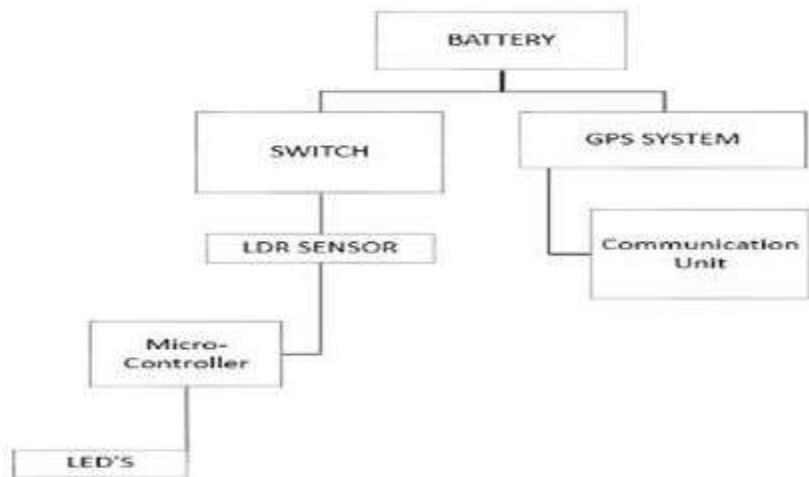 BATTERY
SWITCH
GPS SYSTEM
LDR SENSOR
Communication
Unit
Micro-
Controller
LED'S